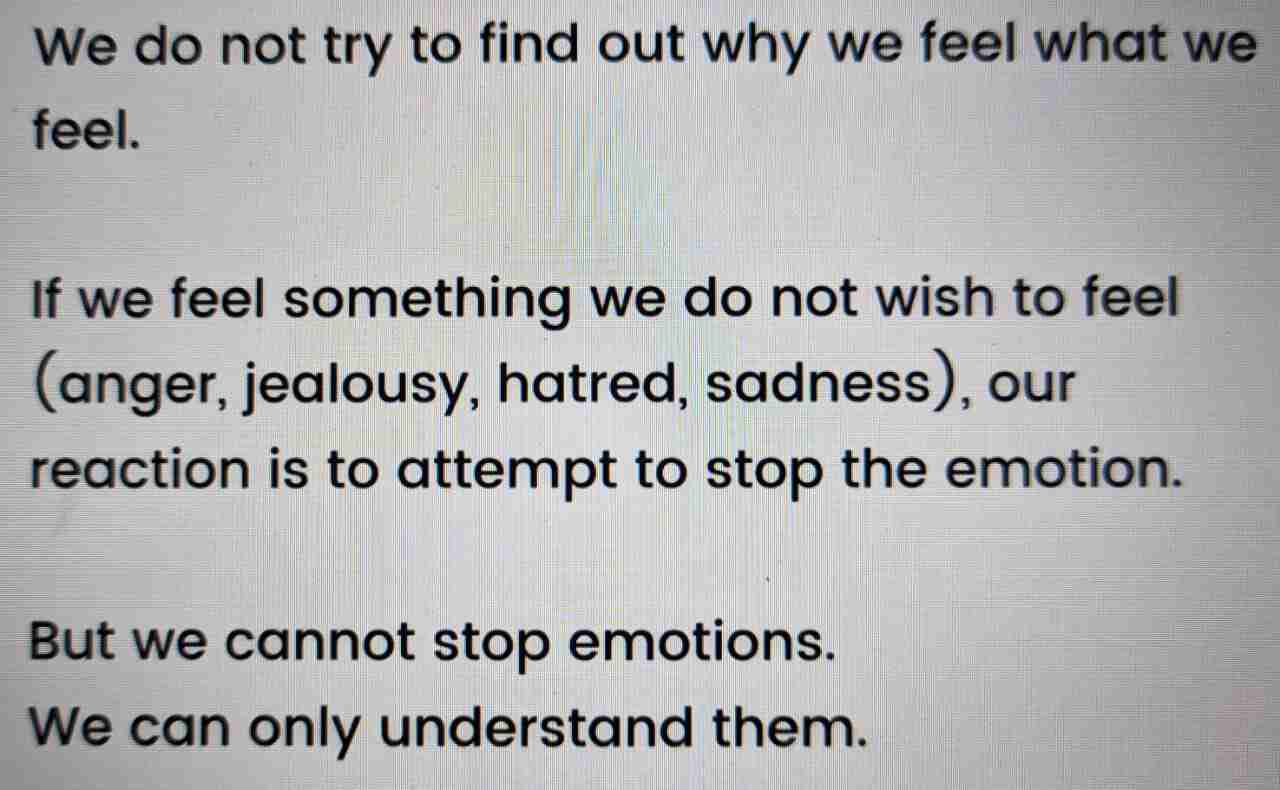 We do not try to find out why we feel what we
feel.
If we feel something we do not wish to feel
(anger, jealousy, hatred, sadness), our
reaction is to attempt to stop the emotion.
But we cannot stop emotions.
We can only understand them.